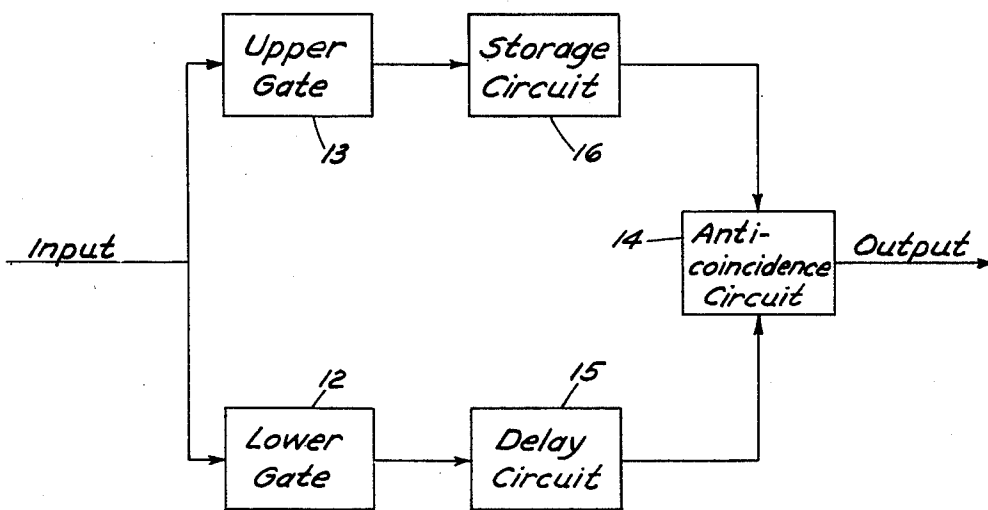 Upper
Gate
13
Storage
Circuit
16
Input
14
Anti-
coincidence
Circuit
Output
12
Lower
Gate
15
Delay
Circuit